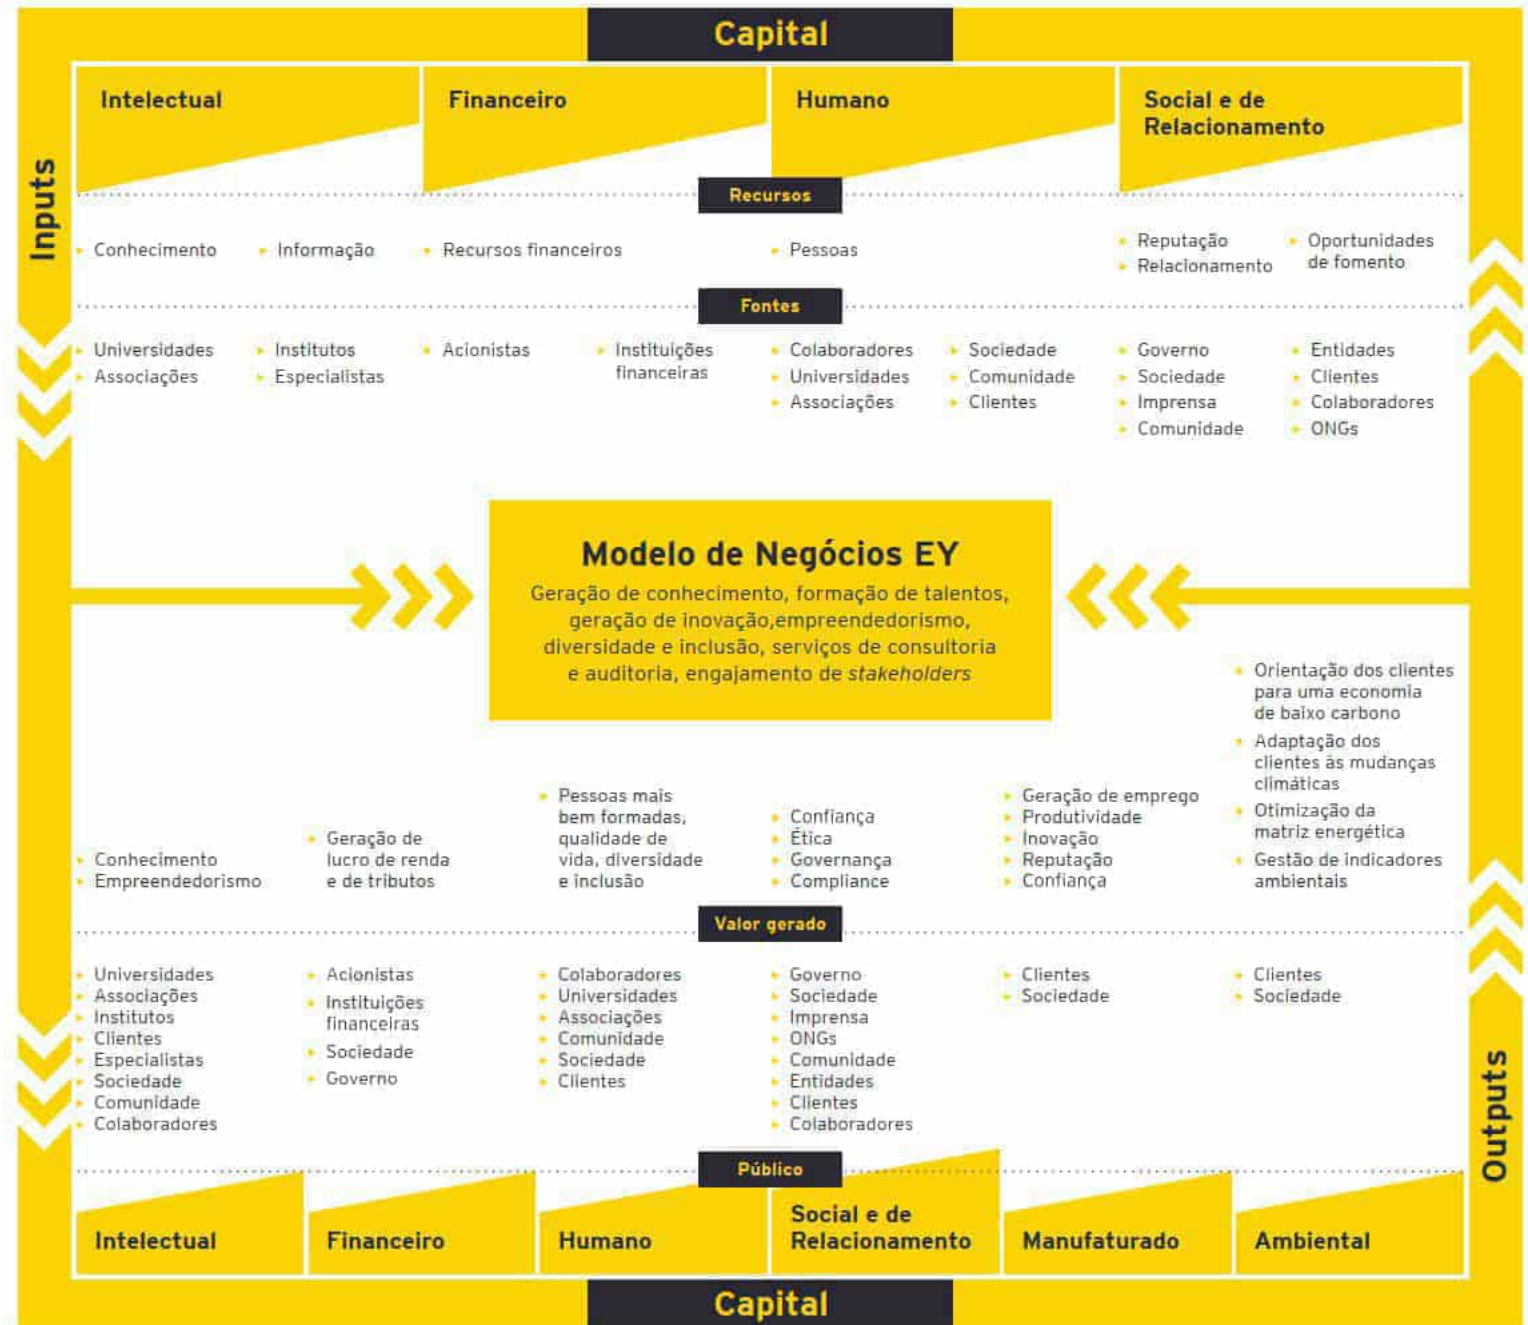 Capital
Intelectual
Financeiro
Humano
Social e de
Relacionamento
Inputs
Recursos
Conhecimento
Informação
Recursos financeiros
Pessoas
Reputação
Relacionamento
Oportunidades
de fomento
Fontes
Universidades
Associações
Institutos
Especialistas
Acionistas
Instituições
financeiras
Colaboradores
Universidades
Associações
Sociedade
Comunidade
Clientes
Governo
Sociedade
Imprensa
Comunidade
Entidades
Clientes
Colaboradores
ONGs
Modelo de Negócios EY
Geração de conhecimento, formação de talentos,
geração de inovação,empreendedorismo,
diversidade e inclusão, serviços de consultoria
e auditoria, engajamento de stakeholders
Conhecimento
Empreendedorismo
Geração de
lucro de renda
e de tributos
Pessoas mais
bem formadas,
qualidade de
vida, diversidade
e inclusão
Confiança
Ética
Governança
Compliance
Geração de emprego
Produtividade
Inovação
Reputação
Confiança
Orientação dos clientes
para uma economia
de baixo carbono
Adaptação dos
clientes às mudanças
climáticas
Otimização da
matriz energética
Gestão de indicadores
ambientais
Valor gerado
Universidades
Associações
Institutos
Clientes
Especialistas
Sociedade
Comunidade
Colaboradores
Acionistas
Instituições
financeiras
Sociedade
Governo
Colaboradores
Universidades
Associações
Comunidade
Sociedade
Clientes
Governo
Sociedade
Imprensa
ONGs
Comunidade
Entidades
Clientes
Colaboradores
Clientes
Sociedade
Clientes
Sociedade
Outputs
Público
Intelectual
Financeiro
Humano
Social e de
Relacionamento
Manufaturado
Ambiental
Capital